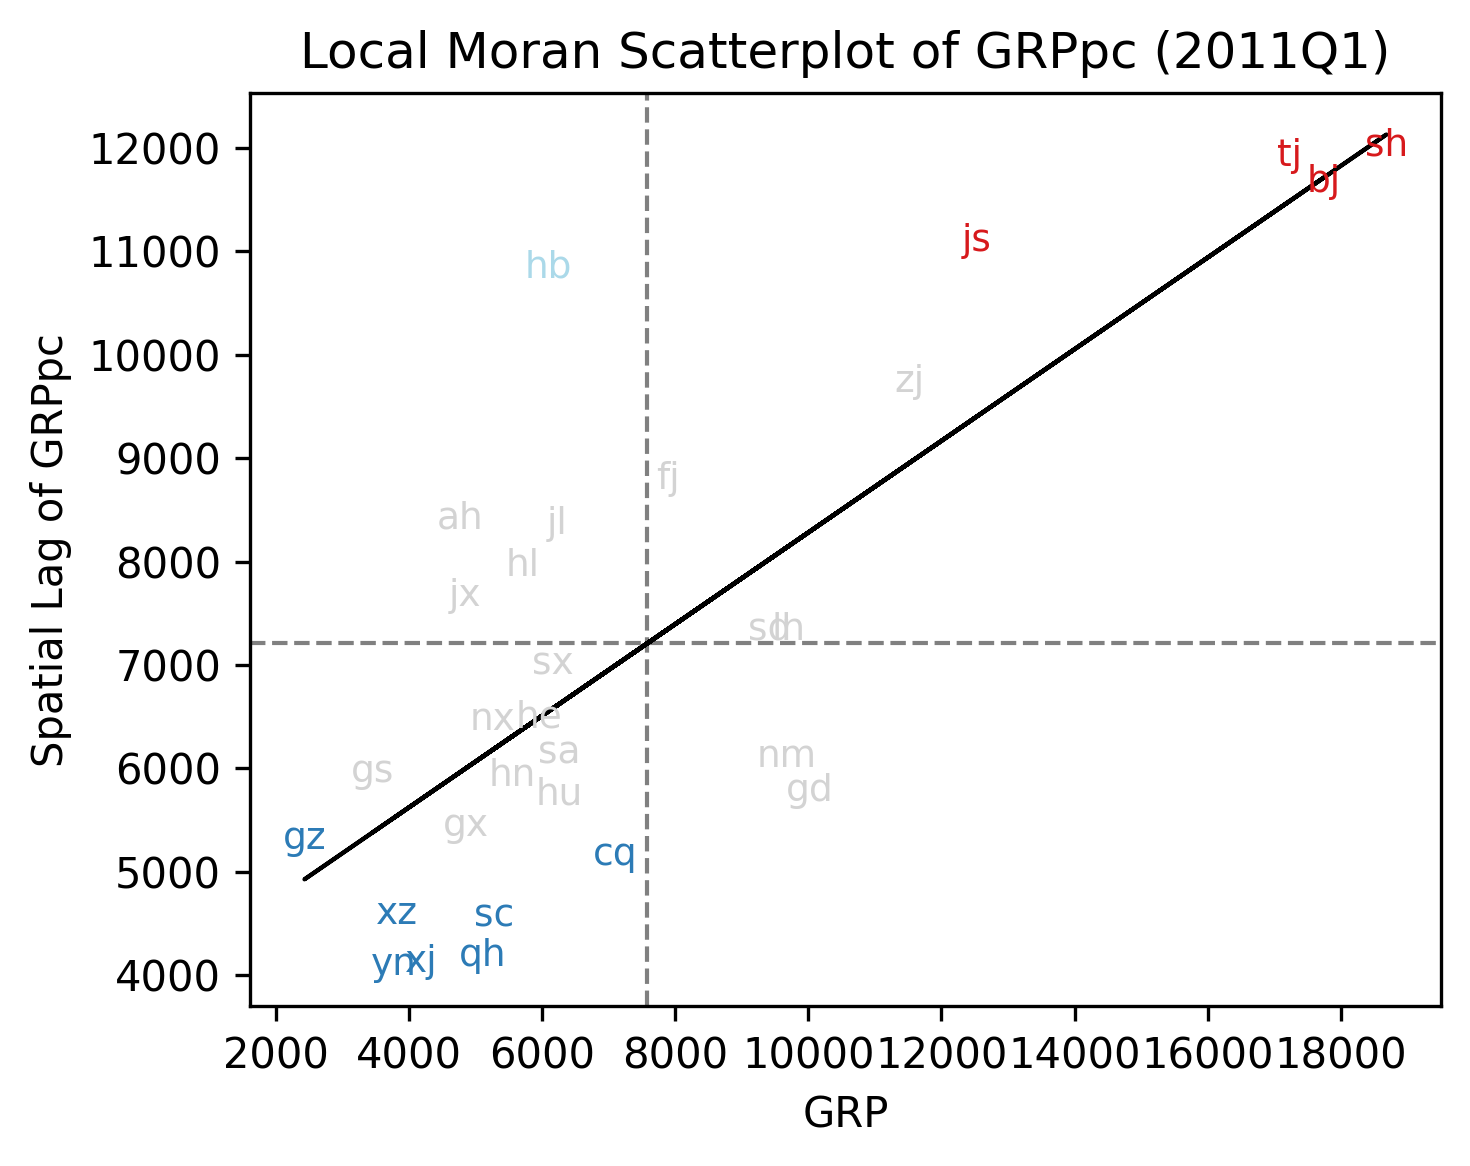 Local Moran Scatterplot of GRPpc (2011Q1)
Spatial Lag of GRPpc
12000
11000
10000
9000
8000
7000
6000
5000
4000
tj
sh
bj
js
hb
zj
fj
ah
jl
hl
jx
sd
ln
sx
nx
he
sa
nm
gs
hn
hu
gd
gx
gz
cq
xz
sc
yn
xj
qh
2000 4000 6000 8000 10000 12000 14000 16000 18000
GRP